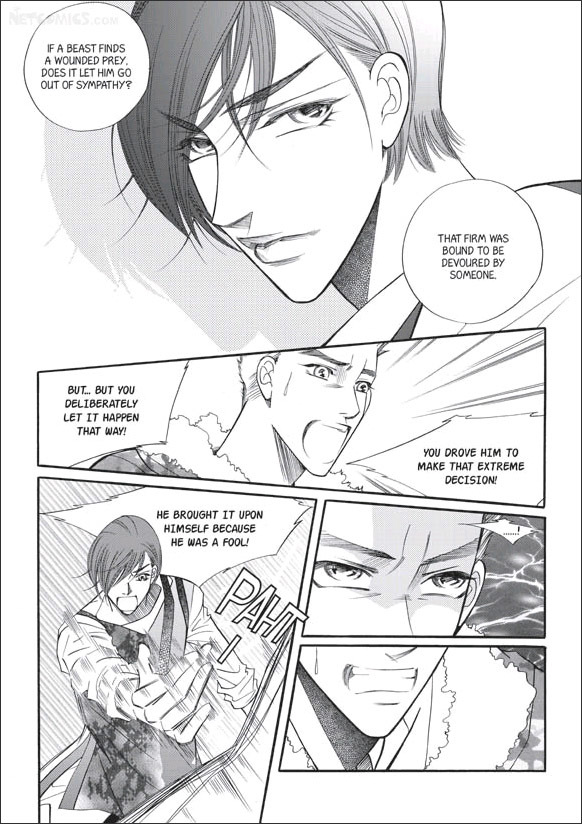 NETCOMICS.COM
IF A BEAST FINDS
A WOUNDED PREY,
DOES IT LET HIM GO
OUT OF SYMPATHY?
THAT FIRM WAS
BOUND TO BE
DEVOURED BY
SOMEONE.
BUT... BUT YOU
DELIBERATELY
LET IT HAPPEN
THAT WAY!
YOU DROVE HIM TO
MAKE THAT EXTREME
DECISION!
HE BROUGHT IT UPON
HIMSELF BECAUSE
HE WAS A FOOL!
PAHT!
.......!